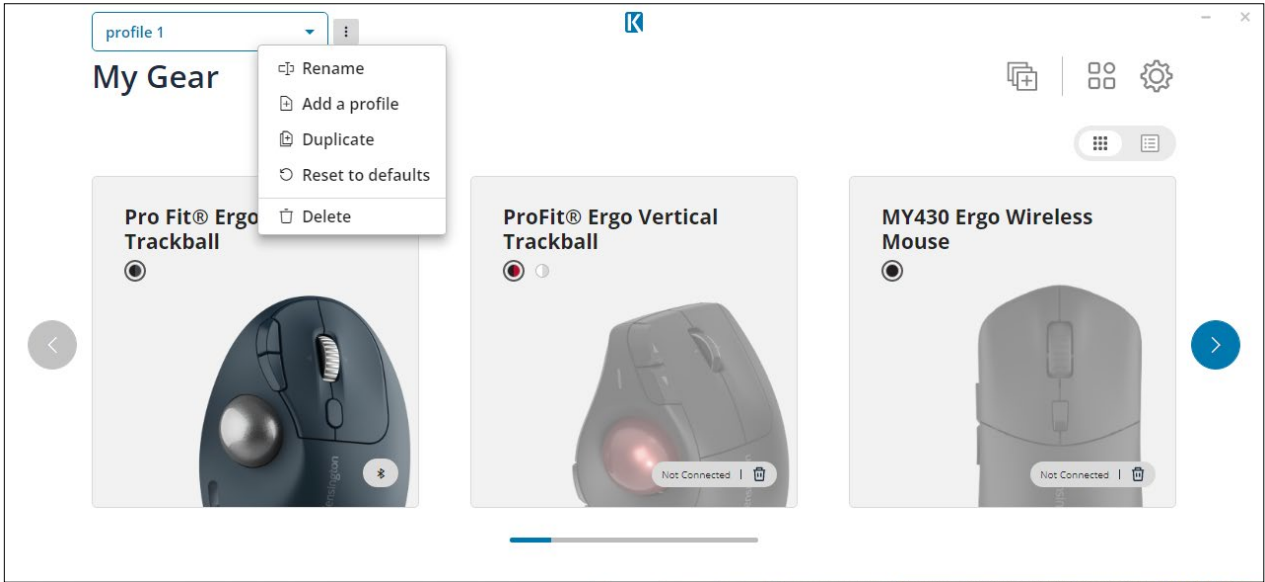 profile 1
My Gear
Rename
Add a profile
Duplicate
Reset to defaults
Delete
Pro Fit® Ergo
Trackball
ProFit® Ergo Vertical
Trackball
MY430 Ergo Wireless
Mouse
Not Connected
Not Connected